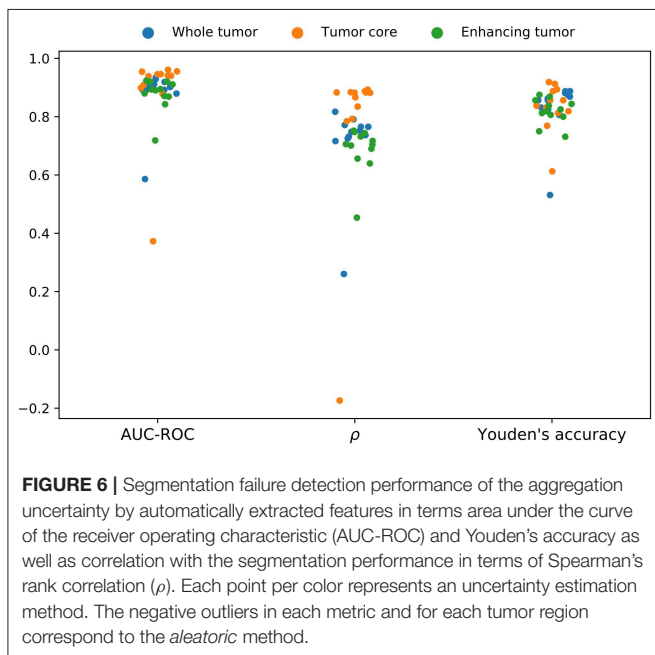 Whole tumor Tumor core Enhancing tumor
1.0
0.8
0.6
0.4
0.2
0.0
−0.2
AUC-ROC ρ Youden's accuracy
FIGURE 6 | Segmentation failure detection performance of the aggregation
uncertainty by automatically extracted features in terms area under the curve
of the receiver operating characteristic (AUC-ROC) and Youden’s accuracy as
well as correlation with the segmentation performance in terms of Spearman’s
rank correlation (ρ). Each point per color represents an uncertainty estimation
method. The negative outliers in each metric and for each tumor region
correspond to the aleatoric method.